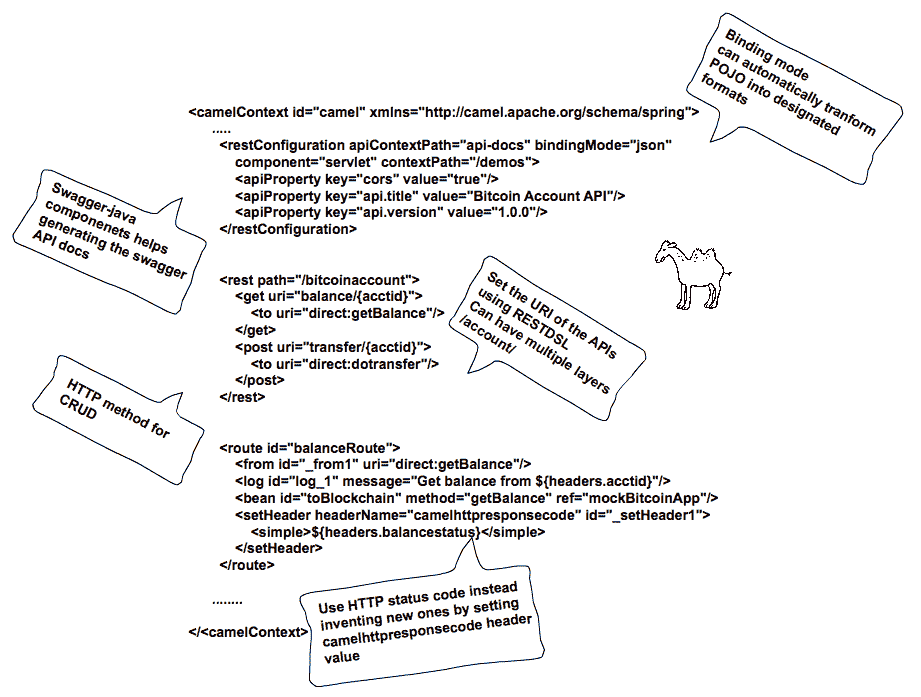 Binding mode
can automatically tranform
POJO into designated
formats
<camelContext id="camel" xmlns="http://camel.apache.org/schema/spring">
.....
<restConfiguration apiContextPath="api-docs" bindingMode="json"
component="servlet" contextPath="/demos">
<apiProperty key="cors" value="true"/>
<apiProperty key="api.title" value="Bitcoin Account API"/>
<apiProperty key="api.version" value="1.0.0"/>
</restConfiguration>
Swagger-java
componenets helps
generating the swagger
API docs
<rest path="/bitcoinaccount">
<get uri="balance/{acctid}">
<to uri="direct:getBalance"/>
</get>
<post uri="transfer/{acctid}">
<to uri="direct:dotransfer"/>
</post>
</rest>
Set the URI of the APIs
using RESTDSL
Can have multiple layers
/account/
HTTP method for
CRUD
<route id="balanceRoute">
<from id="_from1" uri="direct:getBalance"/>
<log id="log_1" message="Get balance from ${headers.acctid}"/>
<bean id="toBlockchain" method="getBalance" ref="mockBitcoinApp"/>
<setHeader headerName="camelhttpresponsecode" id="_setHeader1">
<simple>${headers.balancestatus}</simple>
</setHeader>
</route>
........
</<camelContext>
Use HTTP status code instead
inventing new ones by setting
camelhttpresponsecode header
value